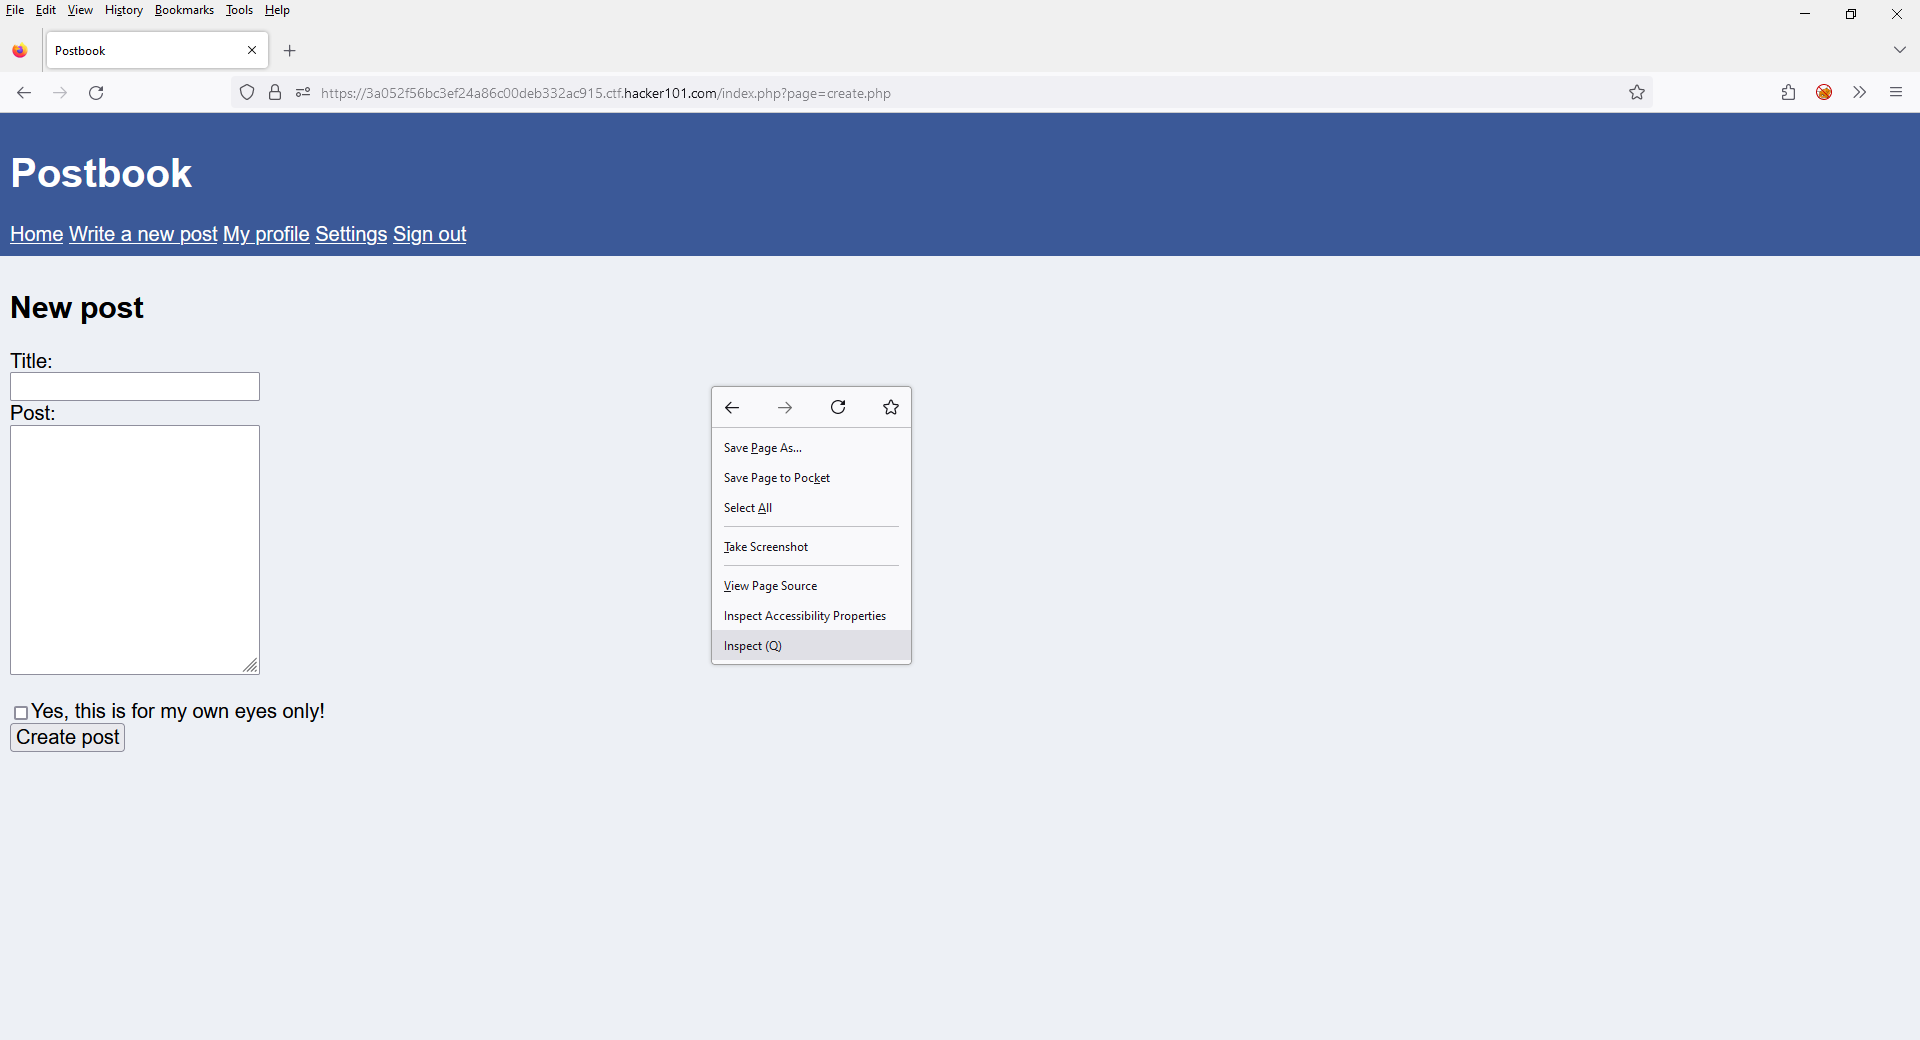 File Edit View History Bookmarks Tools Help
Postbook
https://3a052f56bc3ef24a86c00deb332ac915.ctf.hacker101.com/index.php?page=create.php
Postbook
Home Write a new post My profile Settings Sign out
New post
Title:
Post:
Yes, this is for my own eyes only!
Create post
Save Page As...
Save Page to Pocket
Select All
Take Screenshot
View Page Source
Inspect Accessibility Properties
Inspect (Q)